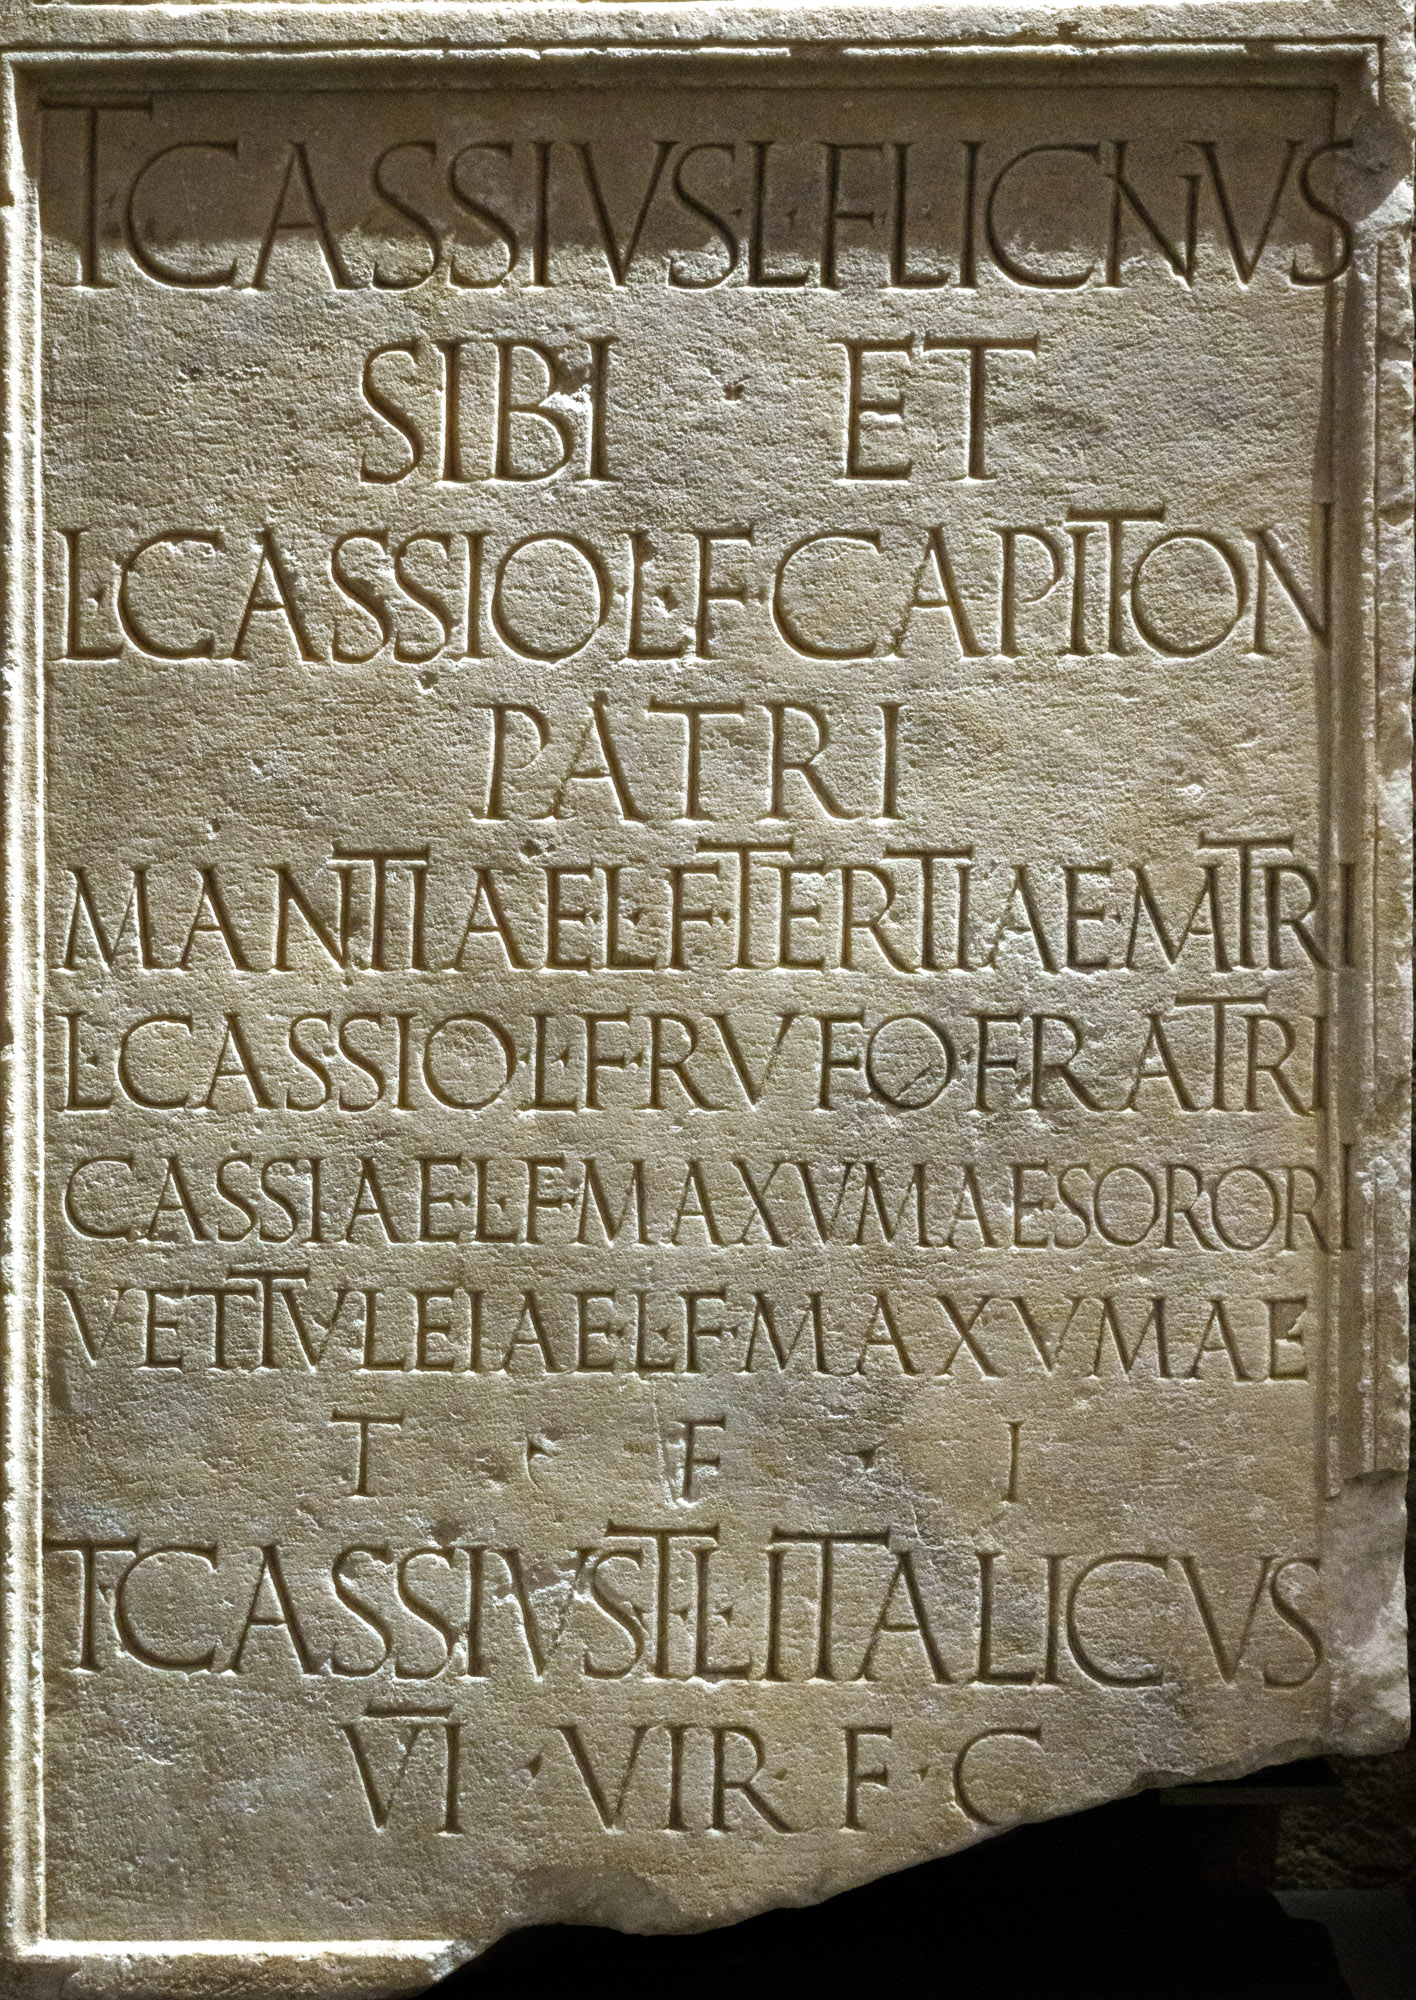 T·CASSIVS·L·F·LICINVS
SIBI · ET
L·CASSIO·L·F·CAPITONI
PATRI
MANTIAE·L·F·TERTIAE·MATRI
L·CASSIO·L·F·RVFO·FRATRI
CASSIAE·L·F·MAXVMAE·SORORI
VETTVLEIAE·L·F·MAXVMAE
T · F · I
T·CASSIVS·T·L·ITALICVS
VI · VIR · F · C